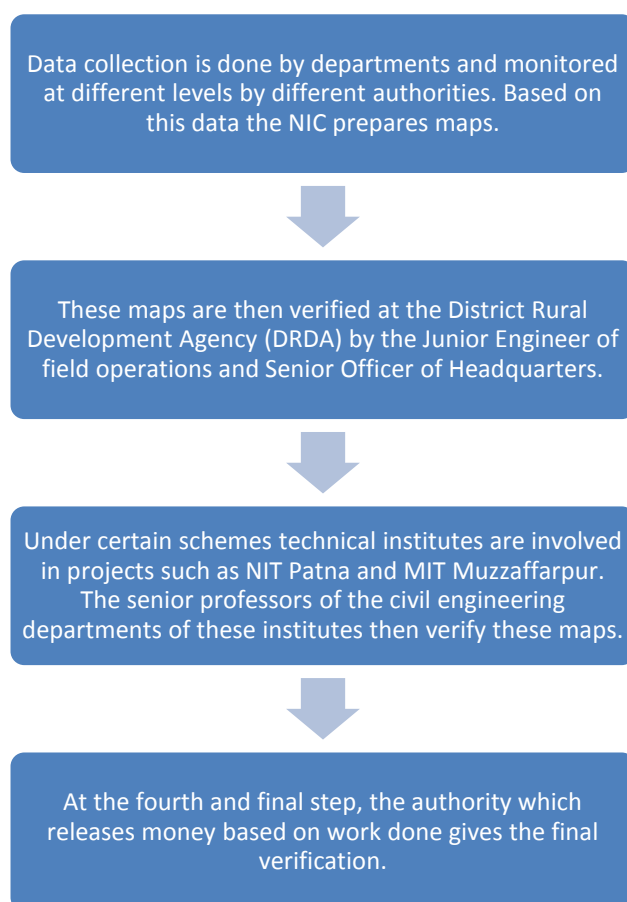 Data collection is done by departments and monitored
at different levels by different authorities. Based on
this data the NIC prepares maps.
These maps are then verified at the District Rural
Development Agency (DRDA) by the Junior Engineer of
field operations and Senior Officer of Headquarters.
Under certain schemes technical institutes are involved
in projects such as NIT Patna and MIT Muzzaffarpur.
The senior professors of the civil engineering
departments of these institutes then verify these maps.
At the fourth and final step, the authority which
releases money based on work done gives the final
verification.